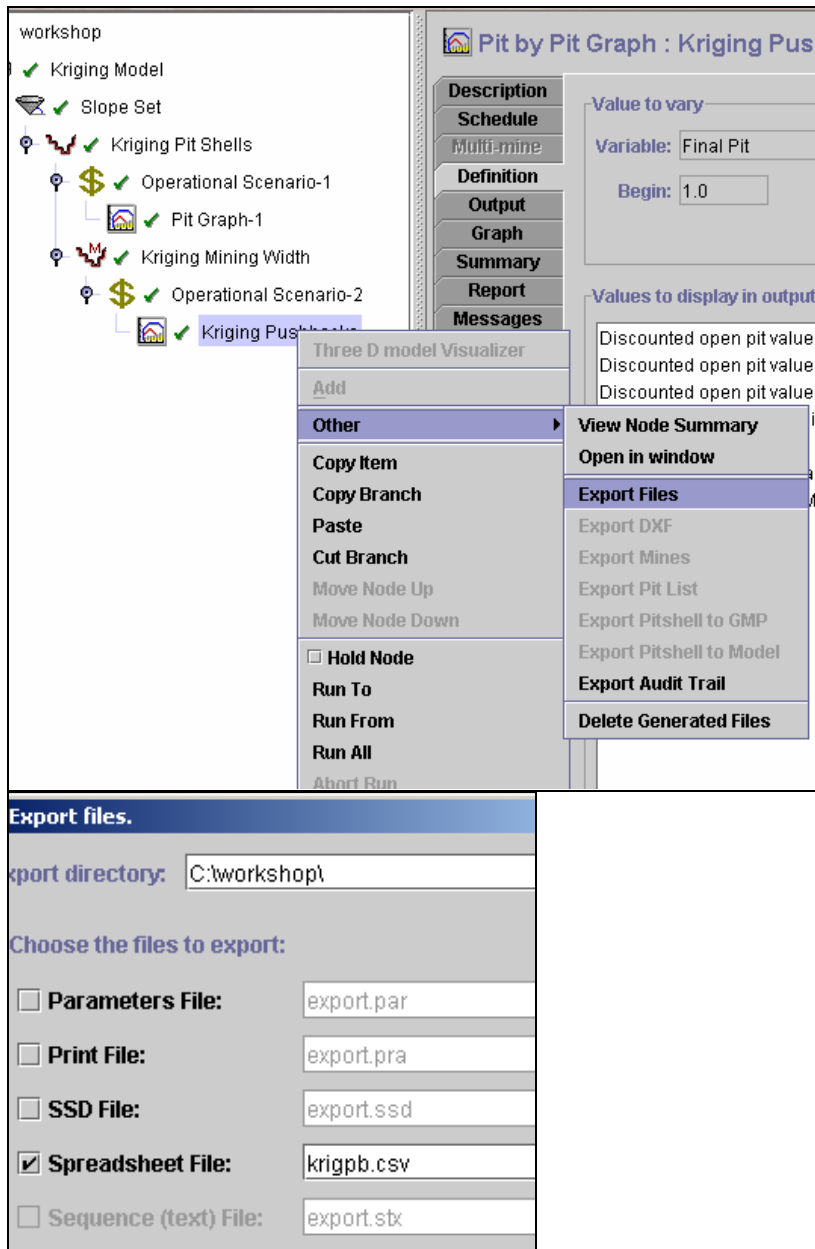 workshop
Kriging Model
Slope Set
Kriging Pit Shells
Operational Scenario-1
Pit Graph-1
Kriging Mining Width
Operational Scenario-2
Kriging
Pit by Pit Graph : Kriging Pus
Description
Schedule
Multi-mine
Definition
Output
Graph
Summary
Report
Messages
Value to vary
Variable: Final Pit
Begin: 1.0
Values to display in output
Discounted open pit value
Discounted open pit value
Discounted open pit value
Three D model Visualizer
Add
Other
Copy Item
Copy Branch
Paste
Cut Branch
Move Node Up
Move Node Down
Hold Node
Run To
Run From
Run All
Abort Run
View Node Summary
Open in window
Export Files
Export DXF
Export Mines
Export Pit List
Export Pitshell to GMP
Export Pitshell to Model
Export Audit Trail
Delete Generated Files
Export files.
xport directory: C:\workshop\
Choose the files to export:
Parameters File: export.par
Print File: export.pra
SSD File: export.ssd
Spreadsheet File: krigpb.csv
Sequence (text) File: export.stx